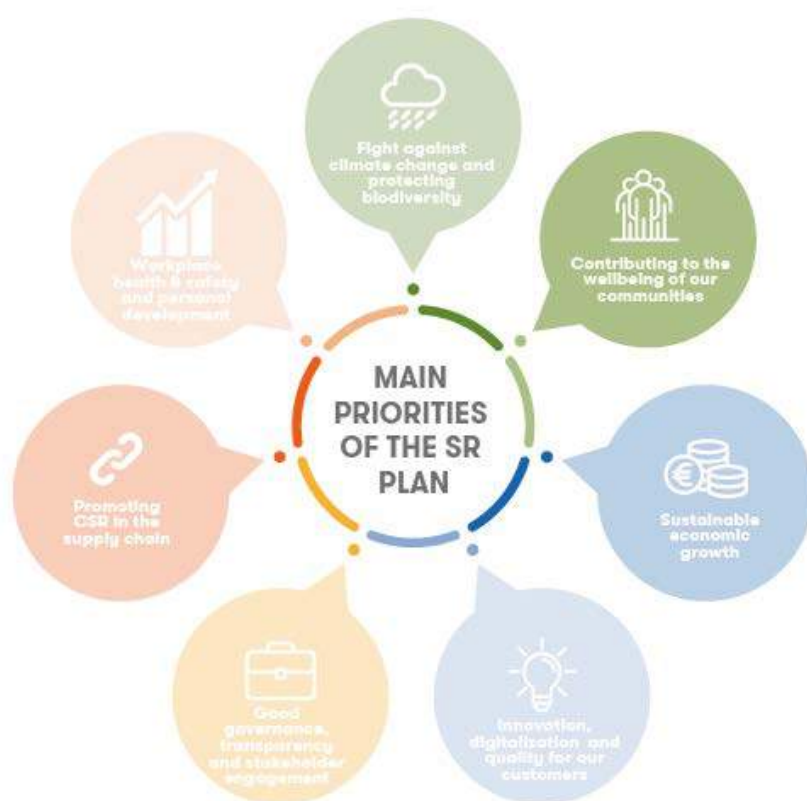 Fight against
climate change and
protecting
biodiversity
Contributing to the
wellbeing of our
communities
Sustainable
economic
growth
Innovation,
digitalisation and
quality for our
customers
Good
governance,
transparency
and stakeholder
engagement
Promoting
CSR in the
supply chain
Workplace
health & safety
and personal
development
MAIN
PRIORITIES
OF THE SR
PLAN